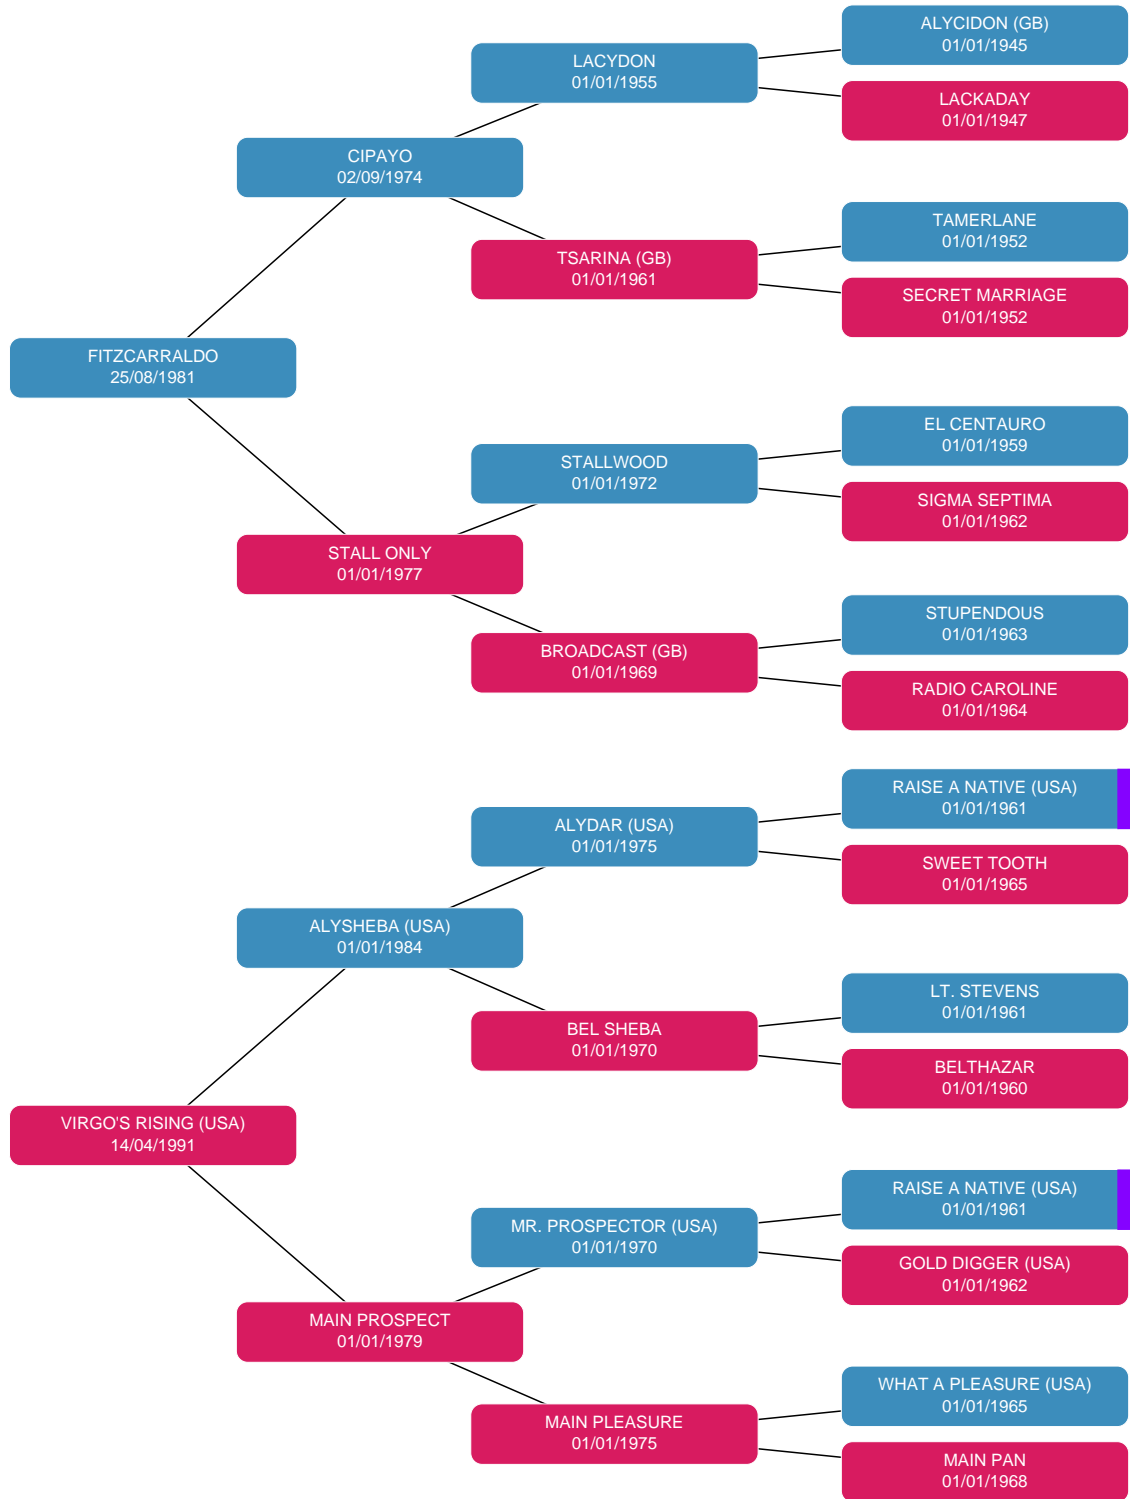 ALYCIDON (GB)
01/01/1945
LACYDON
01/01/1955
LACKADAY
01/01/1947
CIPAYO
02/09/1974
TAMERLANE
01/01/1952
TSARINA (GB)
01/01/1961
SECRET MARRIAGE
01/01/1952
FITZCARRALDO
25/08/1981
EL CENTAURO
01/01/1959
STALLWOOD
01/01/1972
SIGMA SEPTIMA
01/01/1962
STALL ONLY
01/01/1977
STUPENDOUS
01/01/1963
BROADCAST (GB)
01/01/1969
RADIO CAROLINE
01/01/1964
RAISE A NATIVE (USA)
01/01/1961
ALYDAR (USA)
01/01/1975
SWEET TOOTH
01/01/1965
ALYSHEBA (USA)
01/01/1984
LT. STEVENS
01/01/1961
BEL SHEBA
01/01/1970
BELTHAZAR
01/01/1960
VIRGO'S RISING (USA)
14/04/1991
RAISE A NATIVE (USA)
01/01/1961
MR. PROSPECTOR (USA)
01/01/1970
GOLD DIGGER (USA)
01/01/1962
MAIN PROSPECT
01/01/1979
WHAT A PLEASURE (USA)
01/01/1965
MAIN PLEASURE
01/01/1975
MAIN PAN
01/01/1968